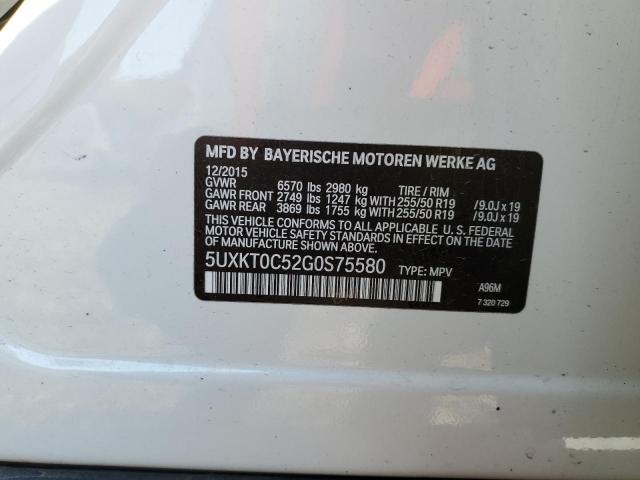 MFD BY BAYERISCHE MOTOREN WERKE AG
12/2015
GVWR 6570 lbs 2980 kg TIRE / RIM
GAWR FRONT 2749 lbs 1247 kg WITH 255/50 R19 /9.0J x 19
GAWR REAR 3869 lbs 1755 kg WITH 255/50 R19 /9.0J x 19
THIS VEHICLE CONFORMS TO ALL APPLICABLE U.S. FEDERAL
MOTOR VEHICLE SAFETY STANDARDS IN EFFECT ON THE DATE
OF MANUFACTURE SHOWN ABOVE.
5UXKT0C52G0S75580 TYPE: MPV
A96M
7 320 729